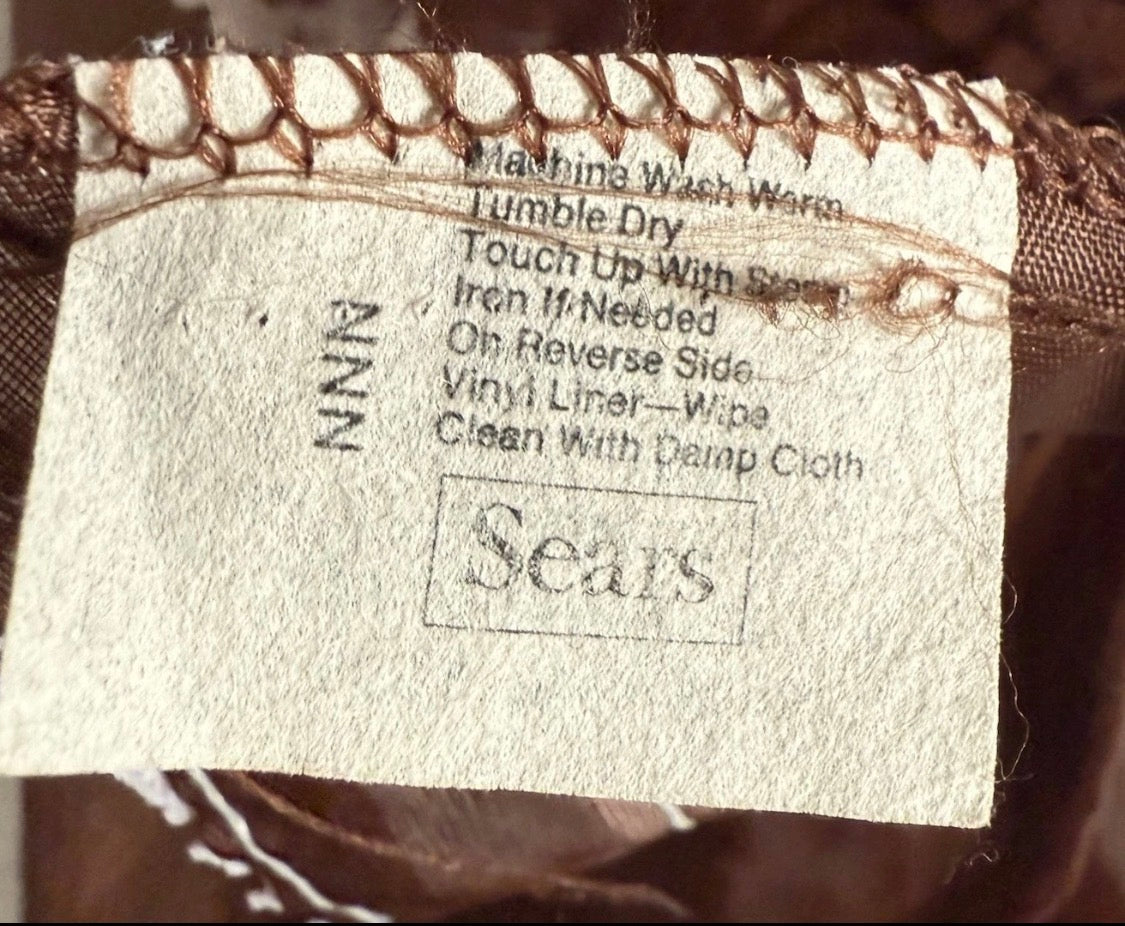 Machine Wash Warm
Tumble Dry
Touch Up With Steam
Iron If Needed
On Reverse Side
Vinyl Liner—Wipe
Clean With Damp Cloth
NNN
Sears